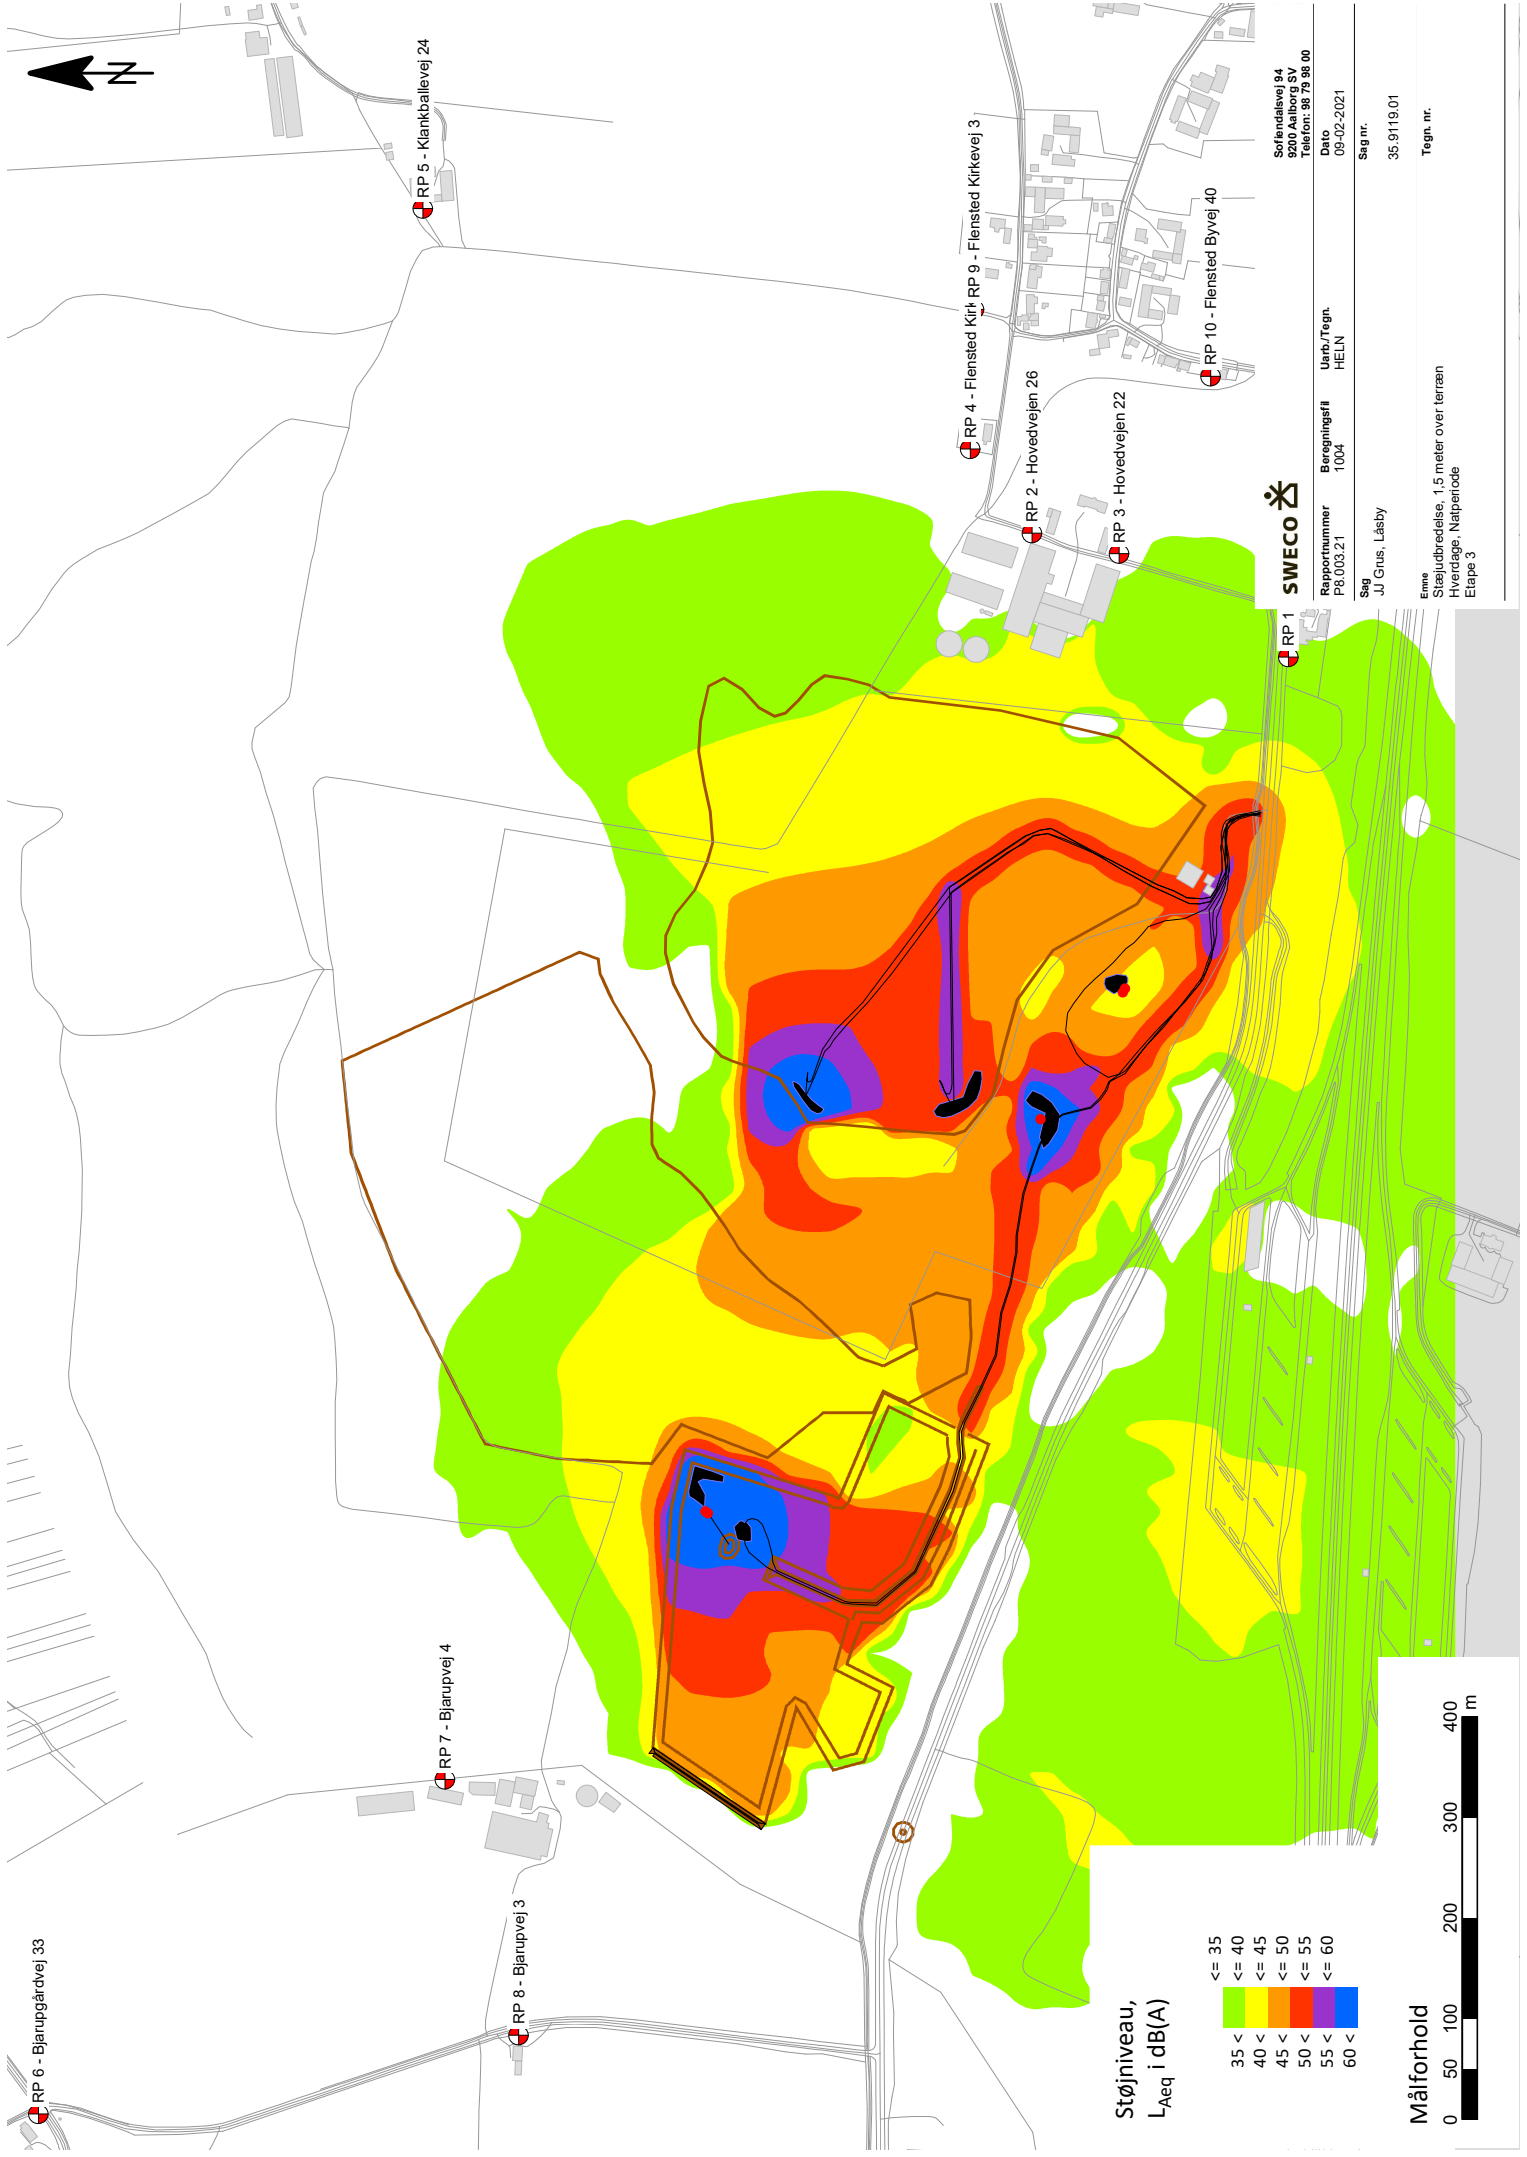 N
RP 6 - Bjarupgårdvej 33
RP 8 - Bjarupvej 3
RP 7 - Bjarupvej 4
RP 5 - Klankballevej 24
RP 4 - Flensted Kirk
RP 9 - Flensted Kirkevej 3
RP 2 - Hovedvejen 26
RP 3 - Hovedvejen 22
RP 10 - Flensted Byvej 40
RP 1
Støjniveau,
LAeq i dB(A)
<= 35
35 < <= 40
40 < <= 45
45 < <= 50
50 < <= 55
55 < <= 60
60 <
Målforhold
0 50 100 200 300 400
m
SWECO
Sofiendalsvej 94
9200 Aalborg SV
Telefon: 98 79 98 00
Rapportnummer Beregningsfil Uarb./Tegn. Dato
P8.003.21 1004 HELN 09-02-2021
Sag Sag nr.
JJ Grus, Låsby 35.9119.01
Emne Tegn. nr.
Støjudbredelse, 1,5 meter over terræn
Hverdage, Natperiode
Etape 3